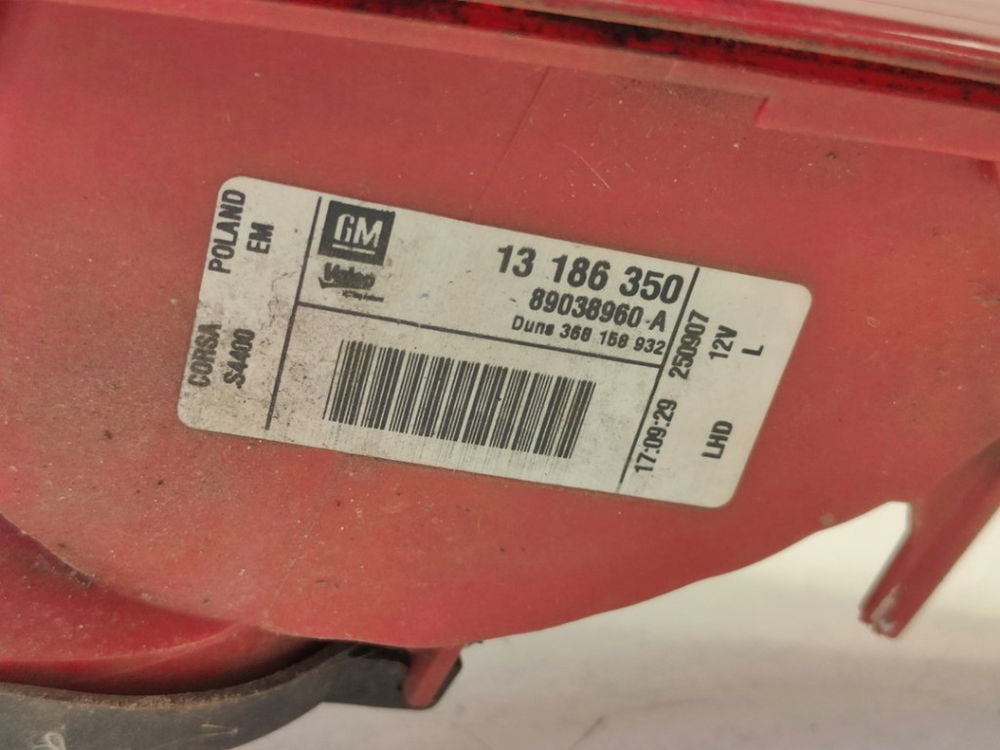 POLAND
EM
CORSA
S4400
GM
Valeo
13 186 350
89038960-A
Duns 368 158 932
17:09:29 250907
12V
L
LHD